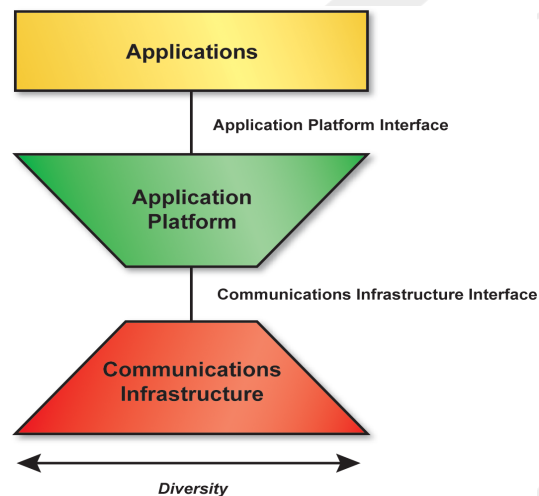 Applications
Application Platform Interface
Application
Platform
Communications Infrastructure Interface
Communications
Infrastructure
Diversity